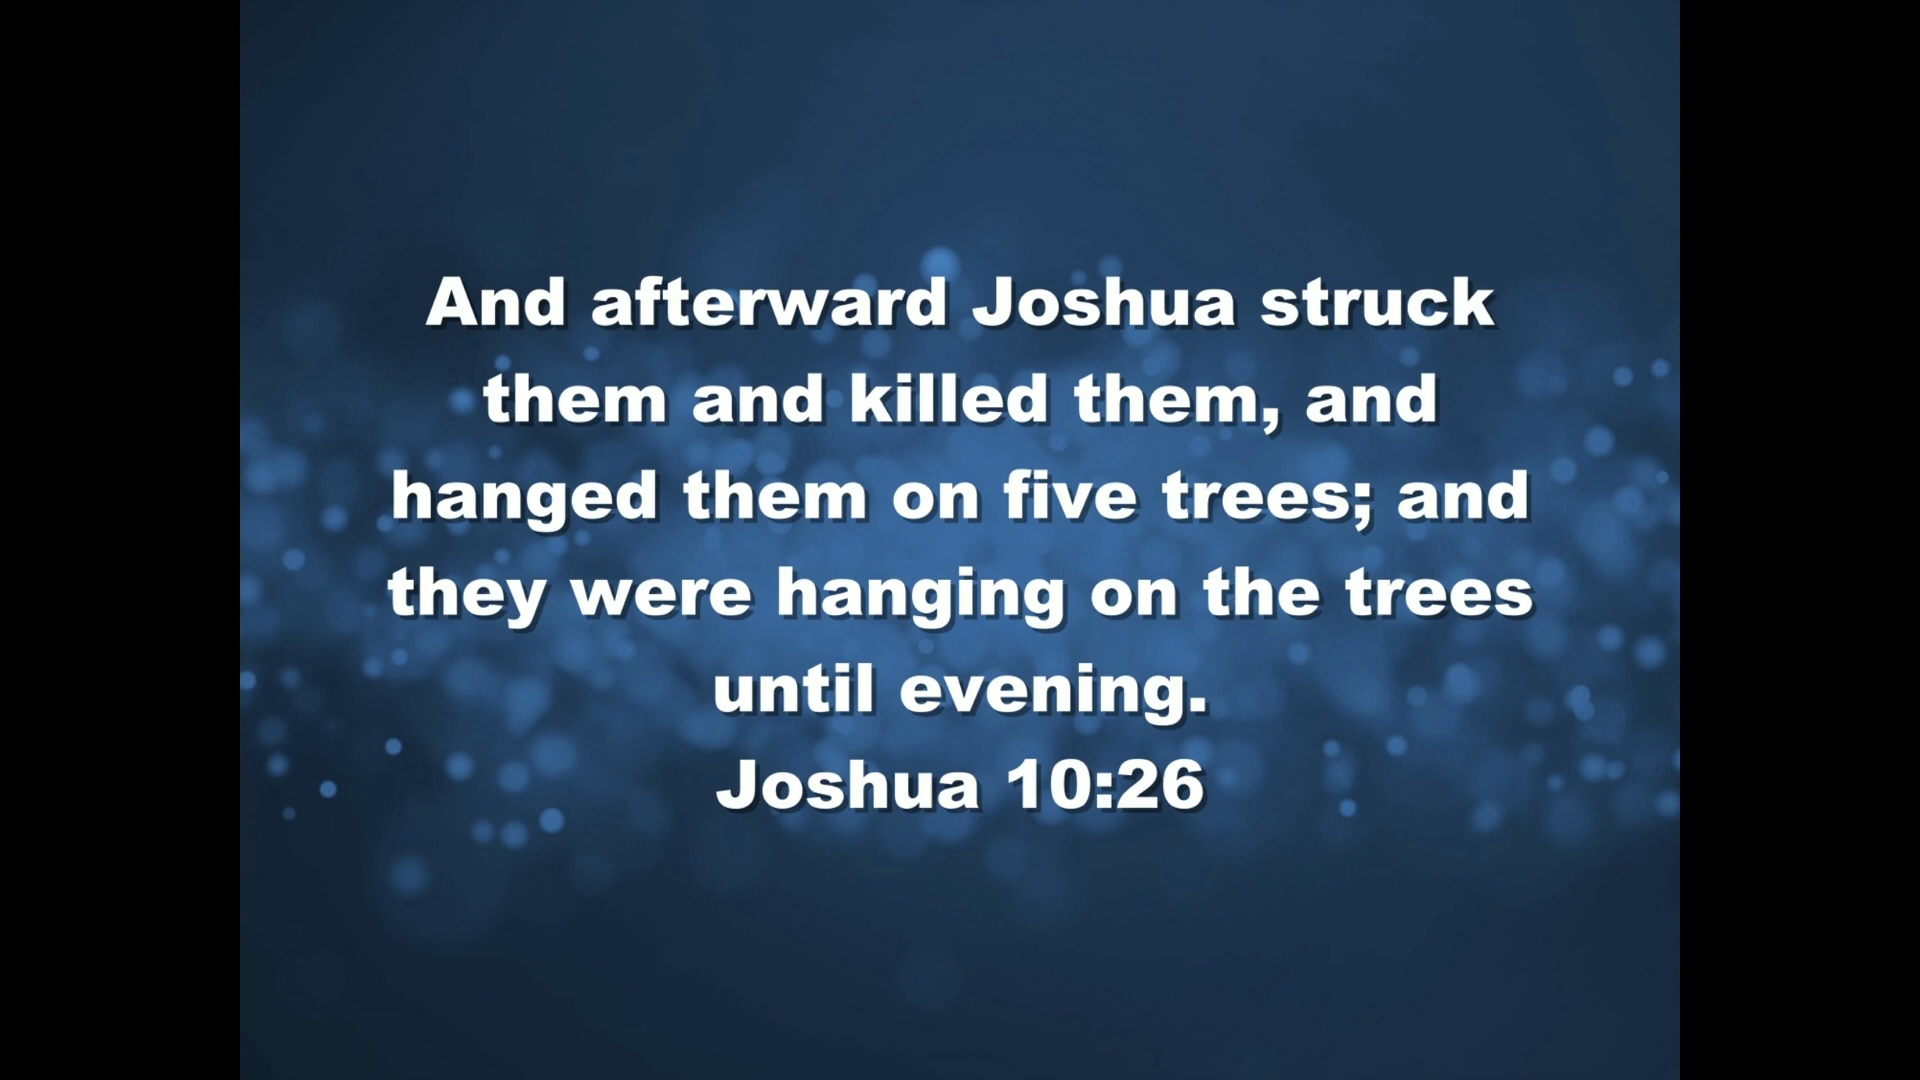 And afterward Joshua struck
them and killed them, and
hanged them on five trees; and
they were hanging on the trees
until evening.
Joshua 10:26